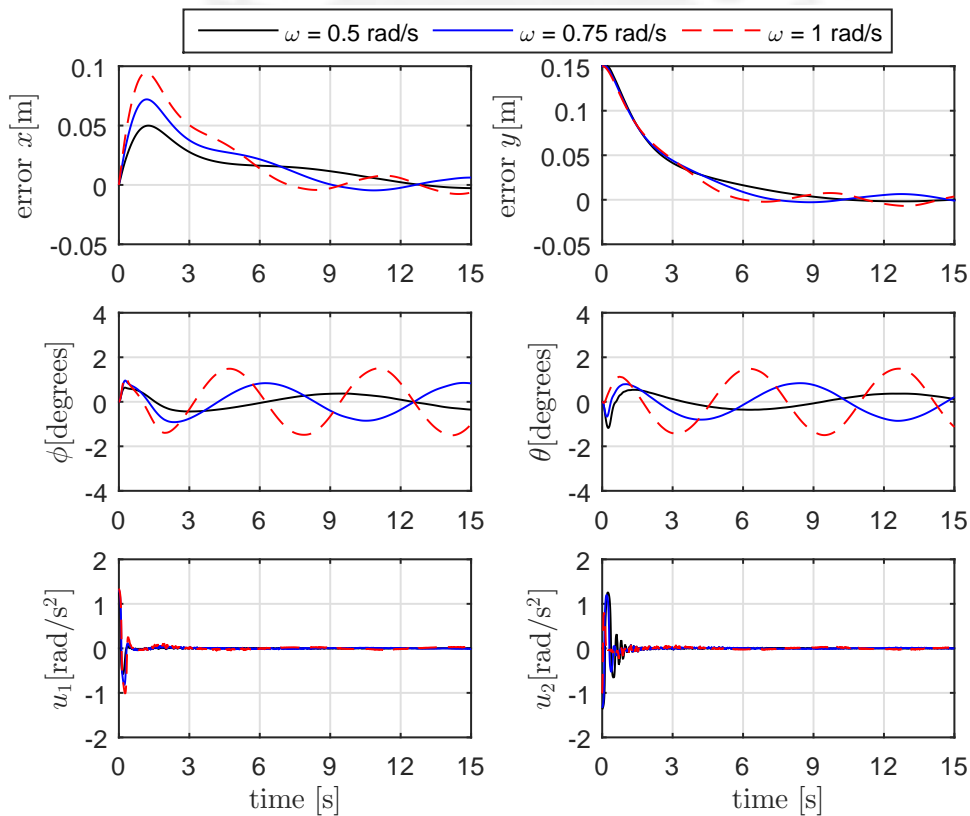 ω = 0.5 rad/s ω = 0.75 rad/s ω = 1 rad/s
error x[m]
0.1
0.05
0
-0.05
0 3 6 9 12 15
error y[m]
0.15
0.1
0.05
0
-0.05
0 3 6 9 12 15
ϕ[degrees]
4
2
0
-2
-4
0 3 6 9 12 15
θ[degrees]
4
2
0
-2
-4
0 3 6 9 12 15
u₁[rad/s²]
2
1
0
-1
-2
0 3 6 9 12 15
time [s]
u₂[rad/s²]
2
1
0
-1
-2
0 3 6 9 12 15
time [s]